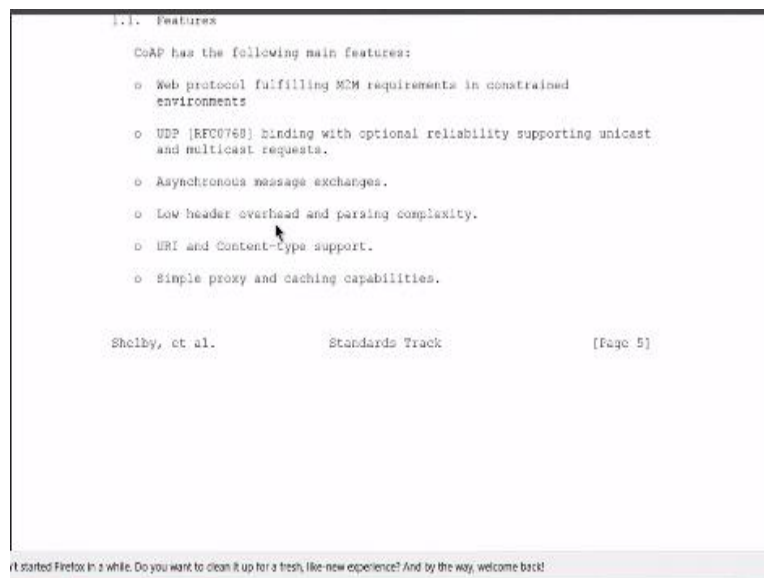 1.1. Features
CoAP has the following main features:
o Web protocol fulfilling M2M requirements in constrained
environments
o UDP [RFC0768] binding with optional reliability supporting unicast
and multicast requests.
o Asynchronous message exchanges.
o Low header overhead and parsing complexity.
o URI and Content-type support.
o Simple proxy and caching capabilities.
Shelby, et al. Standards Track [Page 5]
't started Firefox in a while. Do you want to clean it up for a fresh, like-new experience? And by the way, welcome back!